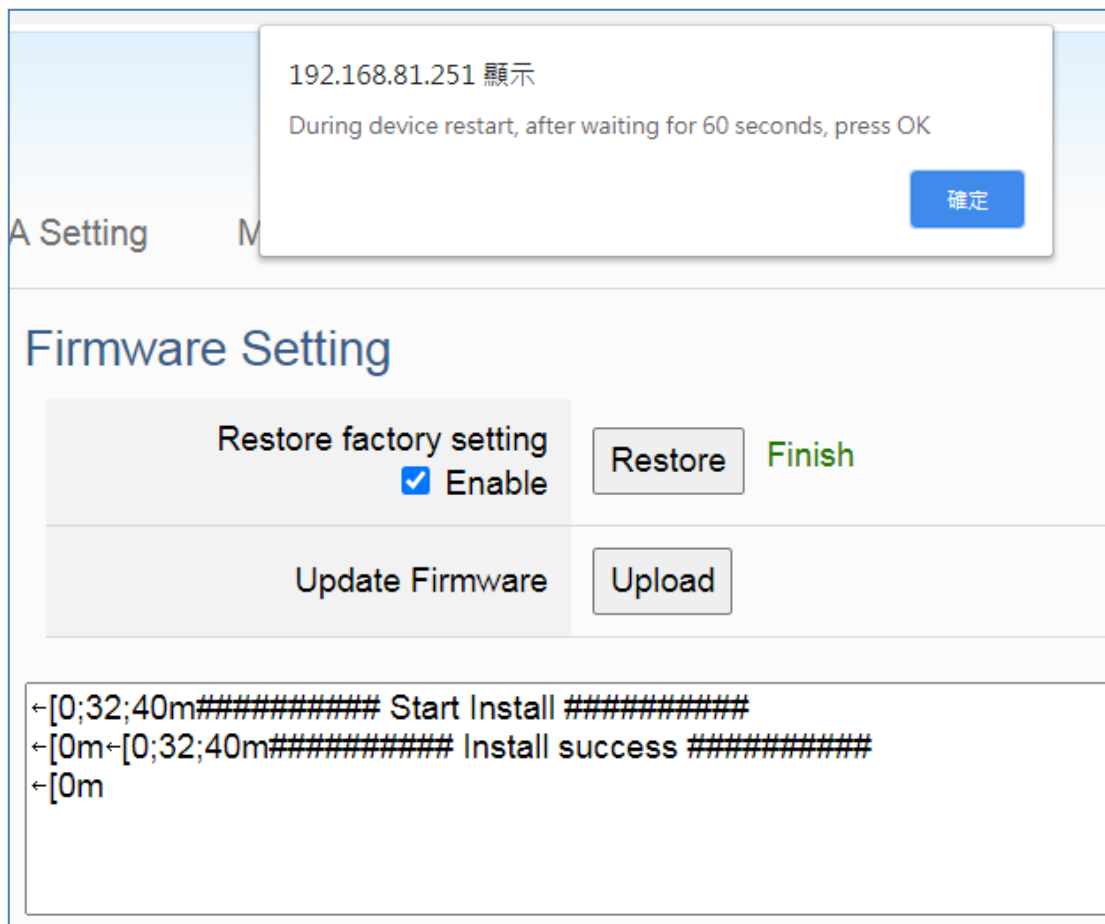 192.168.81.251 顯示
During device restart, after waiting for 60 seconds, press OK
確定
A Setting M
Firmware Setting
Restore factory setting
Enable
Restore Finish
Update Firmware Upload
←[0;32;40m########## Start Install ##########
←[0m←[0;32;40m########## Install success ##########
←[0m